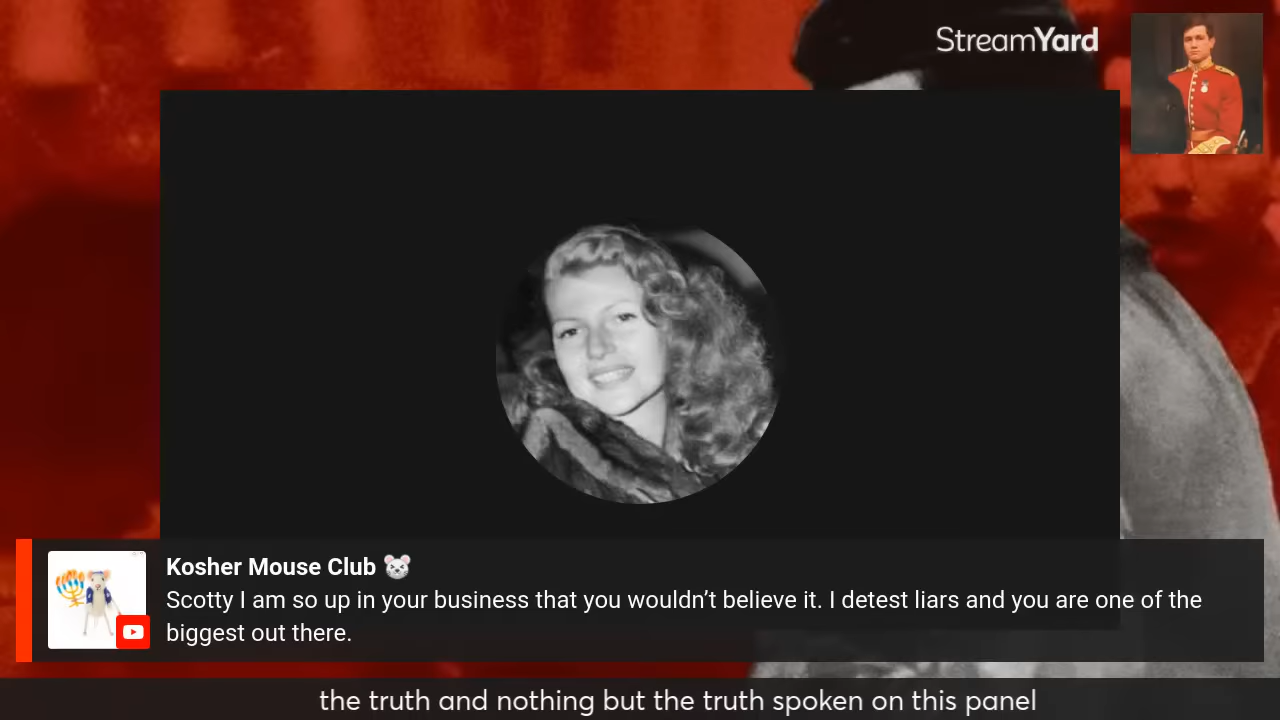 StreamYard
Kosher Mouse Club 🐭
Scotty I am so up in your business that you wouldn’t believe it. I detest liars and you are one of the
biggest out there.
the truth and nothing but the truth spoken on this panel